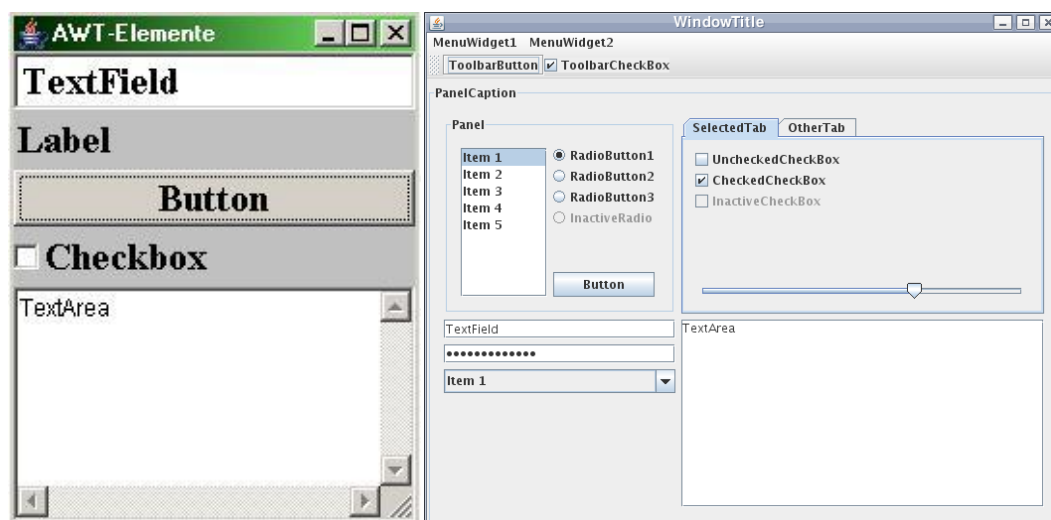 AWT-Elemente
TextField
Label
Button
Checkbox
TextArea
WindowTitle
MenuWidget1 MenuWidget2
ToolbarButton ToolbarCheckBox
PanelCaption
Panel
Item 1
Item 2
Item 3
Item 4
Item 5
RadioButton1
RadioButton2
RadioButton3
InactiveRadio
Button
SelectedTab OtherTab
UncheckedCheckBox
CheckedCheckBox
InactiveCheckBox
TextField
Item 1
TextArea